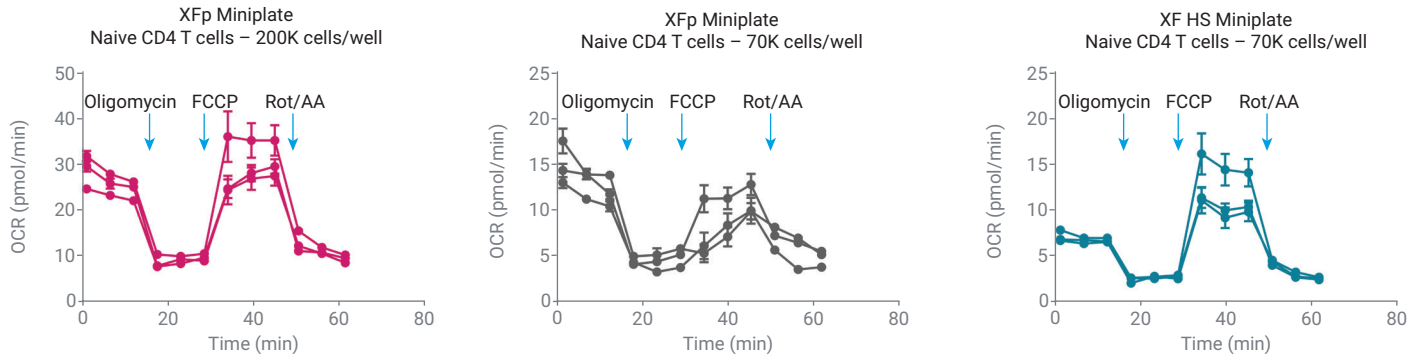 XFp Miniplate
Naive CD4 T cells – 200K cells/well
OCR (pmol/min)
50
40
30
20
10
0
Oligomycin
FCCP
Rot/AA
0
20
40
60
80
Time (min)
XFp Miniplate
Naive CD4 T cells – 70K cells/well
OCR (pmol/min)
25
20
15
10
5
0
Oligomycin
FCCP
Rot/AA
0
20
40
60
80
Time (min)
XF HS Miniplate
Naive CD4 T cells – 70K cells/well
OCR (pmol/min)
25
20
15
10
5
0
Oligomycin
FCCP
Rot/AA
0
20
40
60
80
Time (min)